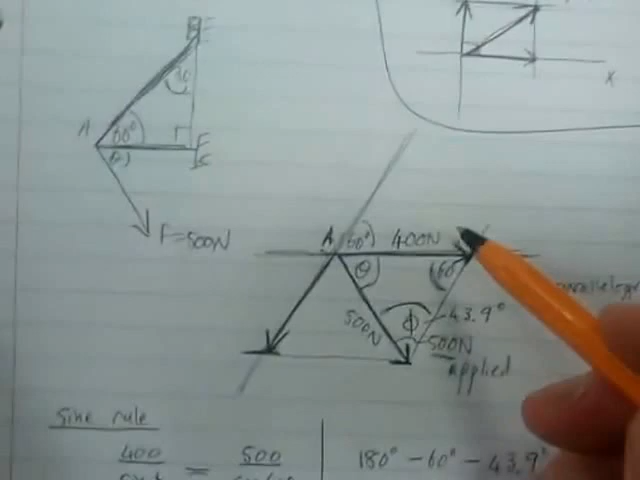 x
B
30
A
60°
θ
C
F=500N
A 60° 400N
θ 60
500N ϕ 43.9°
500N
applied
Sine rule
400 = 500
180° - 60° - 43.9°